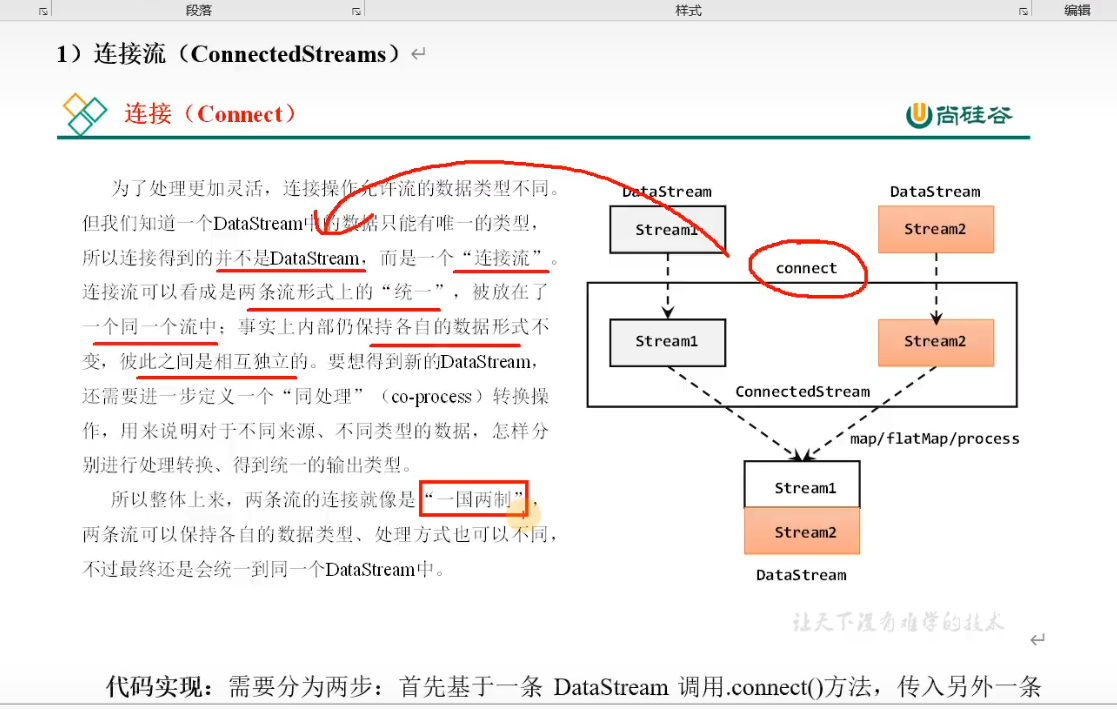 段落
样式
编辑
1）连接流（ConnectedStreams）
连接（Connect）
尚硅谷
为了处理更加灵活，连接操作允许流的数据类型不同。
但我们知道一个DataStream中的数据只能有唯一的类型，
所以连接得到的并不是DataStream，而是一个“连接流”。
连接流可以看成是两条流形式上的“统一”，被放在了
一个同一个流中；事实上内部仍保持各自的数据形式不
变，彼此之间是相互独立的。要想得到新的DataStream，
还需要进一步定义一个“同处理”（co-process）转换操
作，用来说明对于不同来源、不同类型的数据，怎样分
别进行处理转换、得到统一的输出类型。
所以整体上来，两条流的连接就像是“一国两制”，
两条流可以保持各自的数据类型、处理方式也可以不同，
不过最终还是会统一到同一个DataStream中。
DataStream
DataStream
Stream1
Stream2
connect
Stream1
Stream2
ConnectedStream
map/flatMap/process
Stream1
Stream2
DataStream
让天下没有难学的技术
代码实现：需要分为两步：首先基于一条 DataStream 调用.connect()方法，传入另外一条